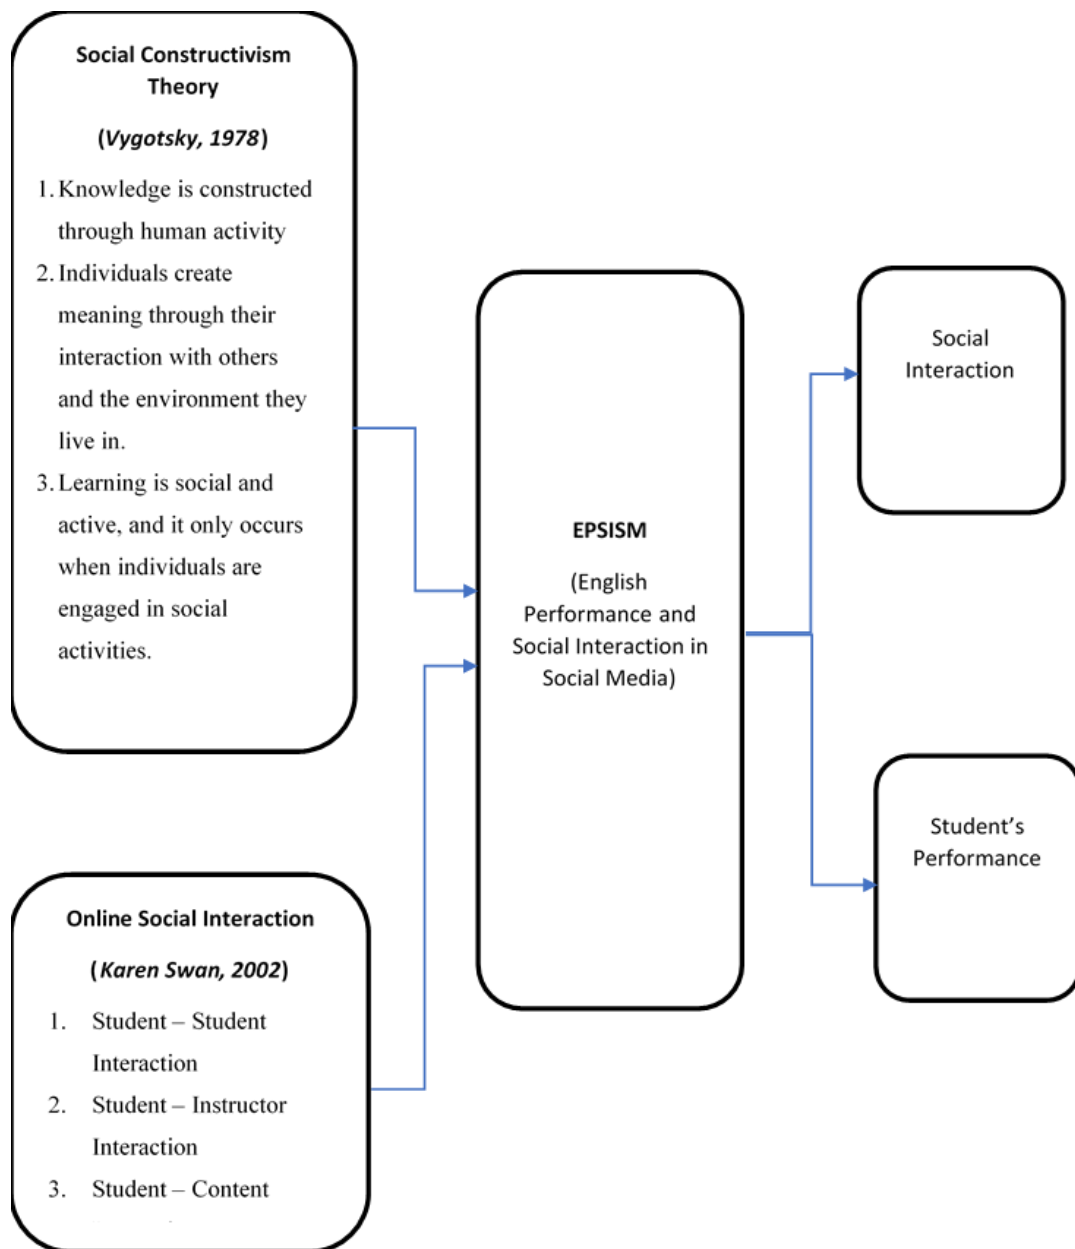 Social Constructivism
Theory
(Vygotsky, 1978)
1. Knowledge is constructed
through human activity
2. Individuals create
meaning through their
interaction with others
and the environment they
live in.
3. Learning is social and
active, and it only occurs
when individuals are
engaged in social
activities.
Online Social Interaction
(Karen Swan, 2002)
1. Student – Student
Interaction
2. Student – Instructor
Interaction
3. Student – Content
EPSISM
(English
Performance and
Social Interaction in
Social Media)
Social
Interaction
Student’s
Performance